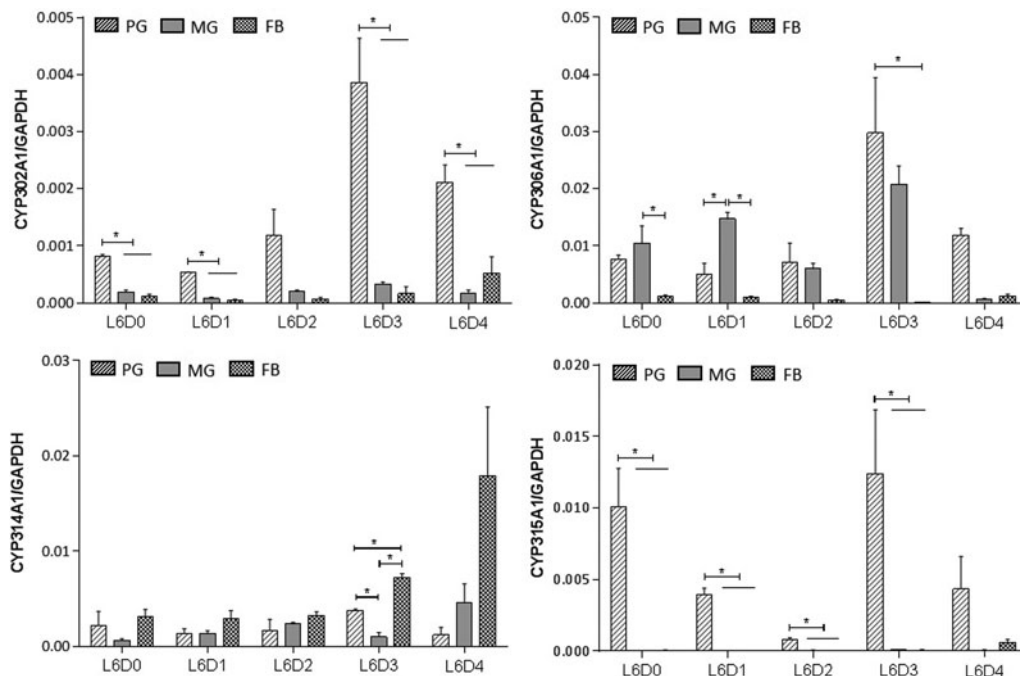 PG MG FB
CYP302A1/GAPDH
0.005
0.004
0.003
0.002
0.001
0.000
* * * *
L6D0 L6D1 L6D2 L6D3 L6D4
PG MG FB
CYP306A1/GAPDH
0.05
0.04
0.03
0.02
0.01
0.00
* * * *
L6D0 L6D1 L6D2 L6D3 L6D4
PG MG FB
CYP314A1/GAPDH
0.03
0.02
0.01
0.00
* * *
L6D0 L6D1 L6D2 L6D3 L6D4
PG MG FB
CYP315A1/GAPDH
0.020
0.015
0.010
0.005
0.000
* * * *
L6D0 L6D1 L6D2 L6D3 L6D4